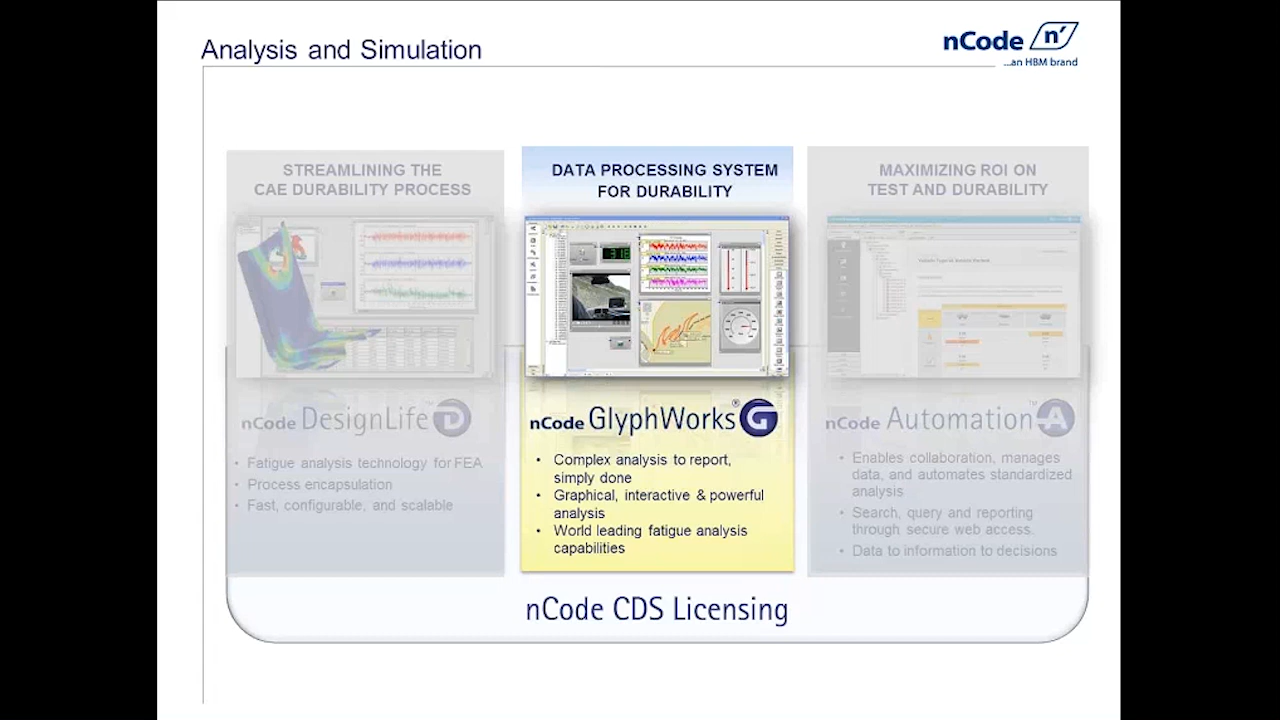 Analysis and Simulation
nCode n'
...an HBM brand
STREAMLINING THE
CAE DURABILITY PROCESS
nCode DesignLife™ D
• Fatigue analysis technology for FEA
• Process encapsulation
• Fast, configurable, and scalable
DATA PROCESSING SYSTEM
FOR DURABILITY
nCode GlyphWorks® G
• Complex analysis to report,
simply done
• Graphical, interactive & powerful
analysis
• World leading fatigue analysis
capabilities
MAXIMIZING ROI ON
TEST AND DURABILITY
nCode Automation™ A
• Enables collaboration, manages
data, and automates standardized
analysis
• Search, query and reporting
through secure web access.
• Data to information to decisions
nCode CDS Licensing